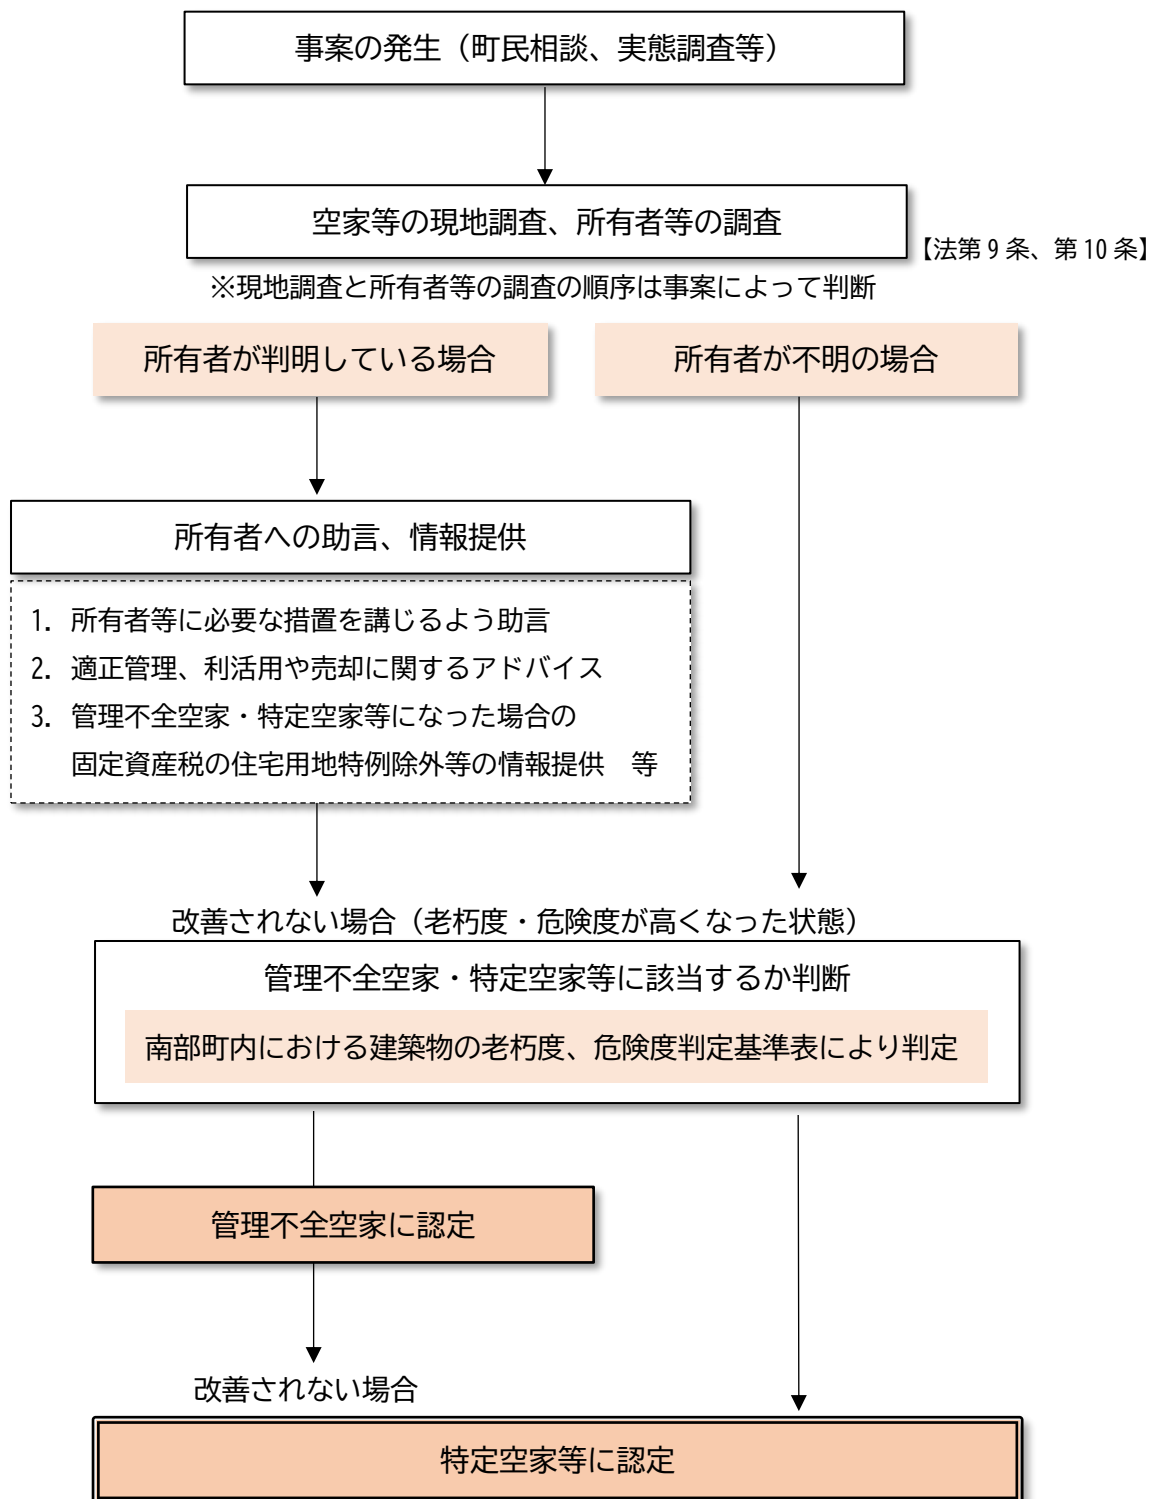 事案の発生（町民相談、実態調査等）
空家等の現地調査、所有者等の調査
【法第9条、第10条】
※現地調査と所有者等の調査の順序は事案によって判断
所有者が判明している場合
所有者が不明の場合
所有者への助言、情報提供
1. 所有者等に必要な措置を講じるよう助言
2. 適正管理、利活用や売却に関するアドバイス
3. 管理不全空家・特定空家等になった場合の
固定資産税の住宅用地特例除外等の情報提供　等
改善されない場合（老朽度・危険度が高くなった状態）
管理不全空家・特定空家等に該当するか判断
南部町内における建築物の老朽度、危険度判定基準表により判定
管理不全空家に認定
改善されない場合
特定空家等に認定